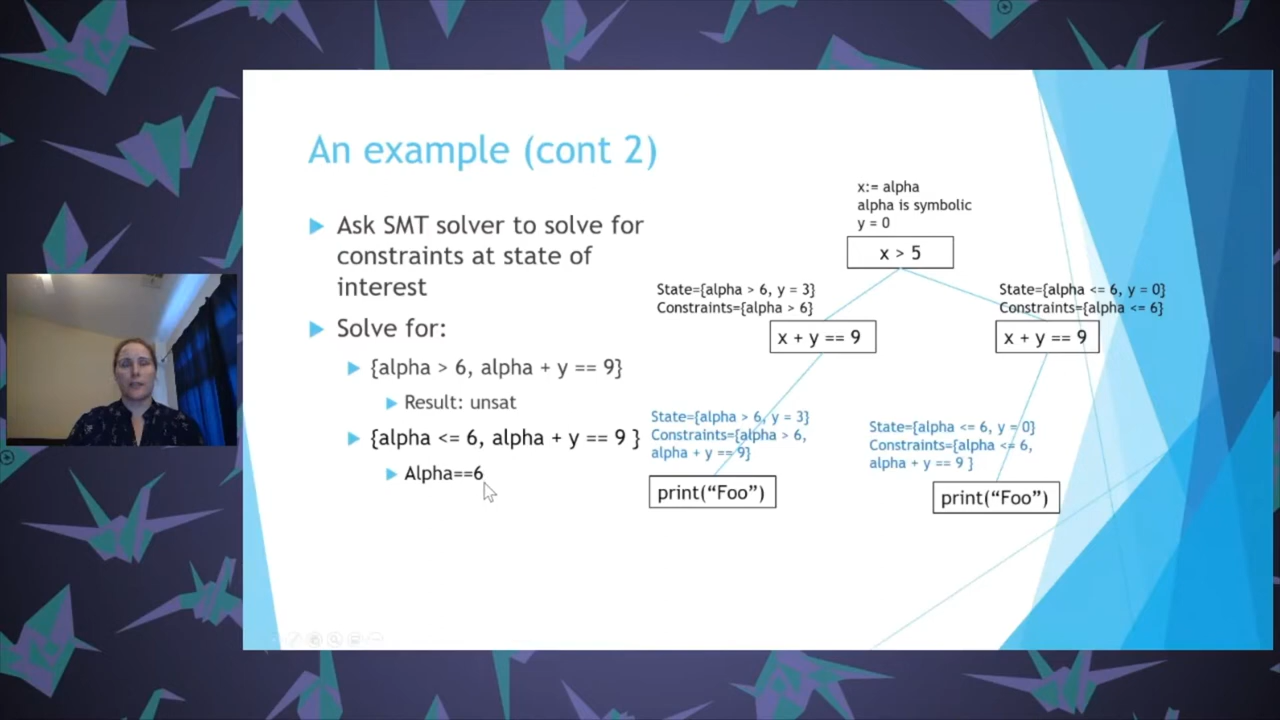 An example (cont 2)
Ask SMT solver to solve for
constraints at state of
interest
Solve for:
{alpha > 6, alpha + y == 9}
Result: unsat
{alpha <= 6, alpha + y == 9 }
Alpha==6
x:= alpha
alpha is symbolic
y = 0
x > 5
State={alpha > 6, y = 3}
Constraints={alpha > 6}
x + y == 9
State={alpha <= 6, y = 0}
Constraints={alpha <= 6}
x + y == 9
State={alpha > 6, y = 3}
Constraints={alpha > 6,
alpha + y == 9}
print(“Foo”)
State={alpha <= 6, y = 0}
Constraints={alpha <= 6,
alpha + y == 9 }
print(“Foo”)